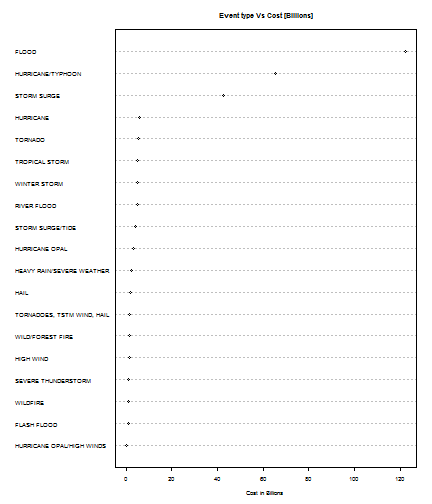 Event type Vs Cost [Billions]
FLOOD
HURRICANE/TYPHOON
STORM SURGE
HURRICANE
TORNADO
TROPICAL STORM
WINTER STORM
RIVER FLOOD
STORM SURGE/TIDE
HURRICANE OPAL
HEAVY RAIN/SEVERE WEATHER
HAIL
TORNADOES, TSTM WIND, HAIL
WILD/FOREST FIRE
HIGH WIND
SEVERE THUNDERSTORM
WILDFIRE
FLASH FLOOD
HURRICANE OPAL/HIGH WINDS
0 20 40 60 80 100 120
Cost in Billions